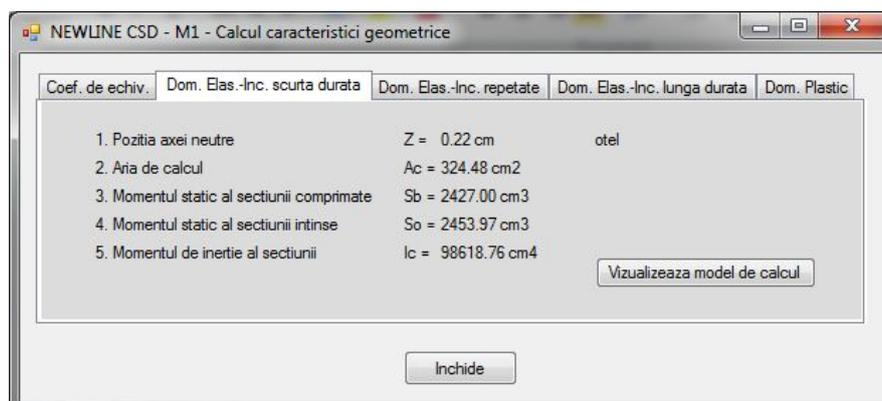 NEWLINE CSD - M1 - Calcul caracteristici geometrice
Coef. de echiv. Dom. Elas.-Inc. scurta durata Dom. Elas.-Inc. repetate Dom. Elas.-Inc. lunga durata Dom. Plastic
1. Pozitia axei neutre Z = 0.22 cm otel
2. Aria de calcul Ac = 324.48 cm2
3. Momentul static al sectiunii comprimate Sb = 2427.00 cm3
4. Momentul static al sectiunii intinse So = 2453.97 cm3
5. Momentul de inertie al sectiunii Ic = 98618.76 cm4
Vizualizeaza model de calcul
Inchide